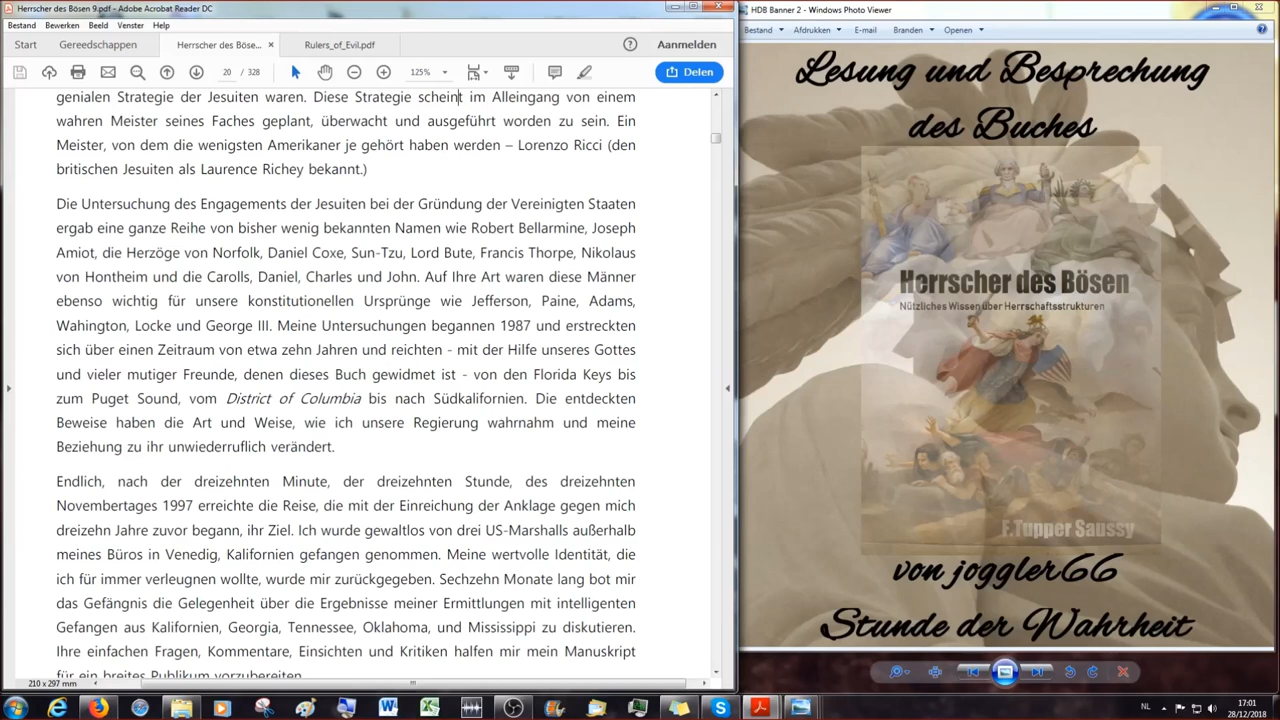 Herrscher des Bösen 9.pdf - Adobe Acrobat Reader DC
Bestand Bewerken Beeld Venster Help
Start Gereedschappen Herrscher des Böse... × Rulers_of_Evil.pdf Aanmelden
20 / 328 125% Delen
genialen Strategie der Jesuiten waren. Diese Strategie scheint im Alleingang von einem
wahren Meister seines Faches geplant, überwacht und ausgeführt worden zu sein. Ein
Meister, von dem die wenigsten Amerikaner je gehört haben werden – Lorenzo Ricci (den
britischen Jesuiten als Laurence Richey bekannt.)
Die Untersuchung des Engagements der Jesuiten bei der Gründung der Vereinigten Staaten
ergab eine ganze Reihe von bisher wenig bekannten Namen wie Robert Bellarmine, Joseph
Amiot, die Herzöge von Norfolk, Daniel Coxe, Sun-Tzu, Lord Bute, Francis Thorpe, Nikolaus
von Hontheim und die Carolls, Daniel, Charles und John. Auf Ihre Art waren diese Männer
ebenso wichtig für unsere konstitutionellen Ursprünge wie Jefferson, Paine, Adams,
Wahington, Locke und George III. Meine Untersuchungen begannen 1987 und erstreckten
sich über einen Zeitraum von etwa zehn Jahren und reichten - mit der Hilfe unseres Gottes
und vieler mutiger Freunde, denen dieses Buch gewidmet ist - von den Florida Keys bis
zum Puget Sound, vom District of Columbia bis nach Südkalifornien. Die entdeckten
Beweise haben die Art und Weise, wie ich unsere Regierung wahrnahm und meine
Beziehung zu ihr unwiederruflich verändert.
Endlich, nach der dreizehnten Minute, der dreizehnten Stunde, des dreizehnten
Novembertages 1997 erreichte die Reise, die mit der Einreichung der Anklage gegen mich
dreizehn Jahre zuvor begann, ihr Ziel. Ich wurde gewaltlos von drei US-Marshalls außerhalb
meines Büros in Venedig, Kalifornien gefangen genommen. Meine wertvolle Identität, die
ich für immer verleugnen wollte, wurde mir zurückgegeben. Sechzehn Monate lang bot mir
das Gefängnis die Gelegenheit über die Ergebnisse meiner Ermittlungen mit intelligenten
Gefangen aus Kalifornien, Georgia, Tennessee, Oklahoma, und Mississippi zu diskutieren.
Ihre einfachen Fragen, Kommentare, Einsichten und Kritiken halfen mir mein Manuskript
für ein breites Publikum vorzubereiten.
210 x 297 mm
HDB Banner 2 - Windows Photo Viewer
Bestand Afdrukken E-mail Branden Openen
Lesung und Besprechung
des Buches
Herrscher des Bösen
Nützliches Wissen über Herrschaftsstrukturen
F.Tupper Saussy
von joggler66
Stunde der Wahrheit
NL 17:01
28/12/2018